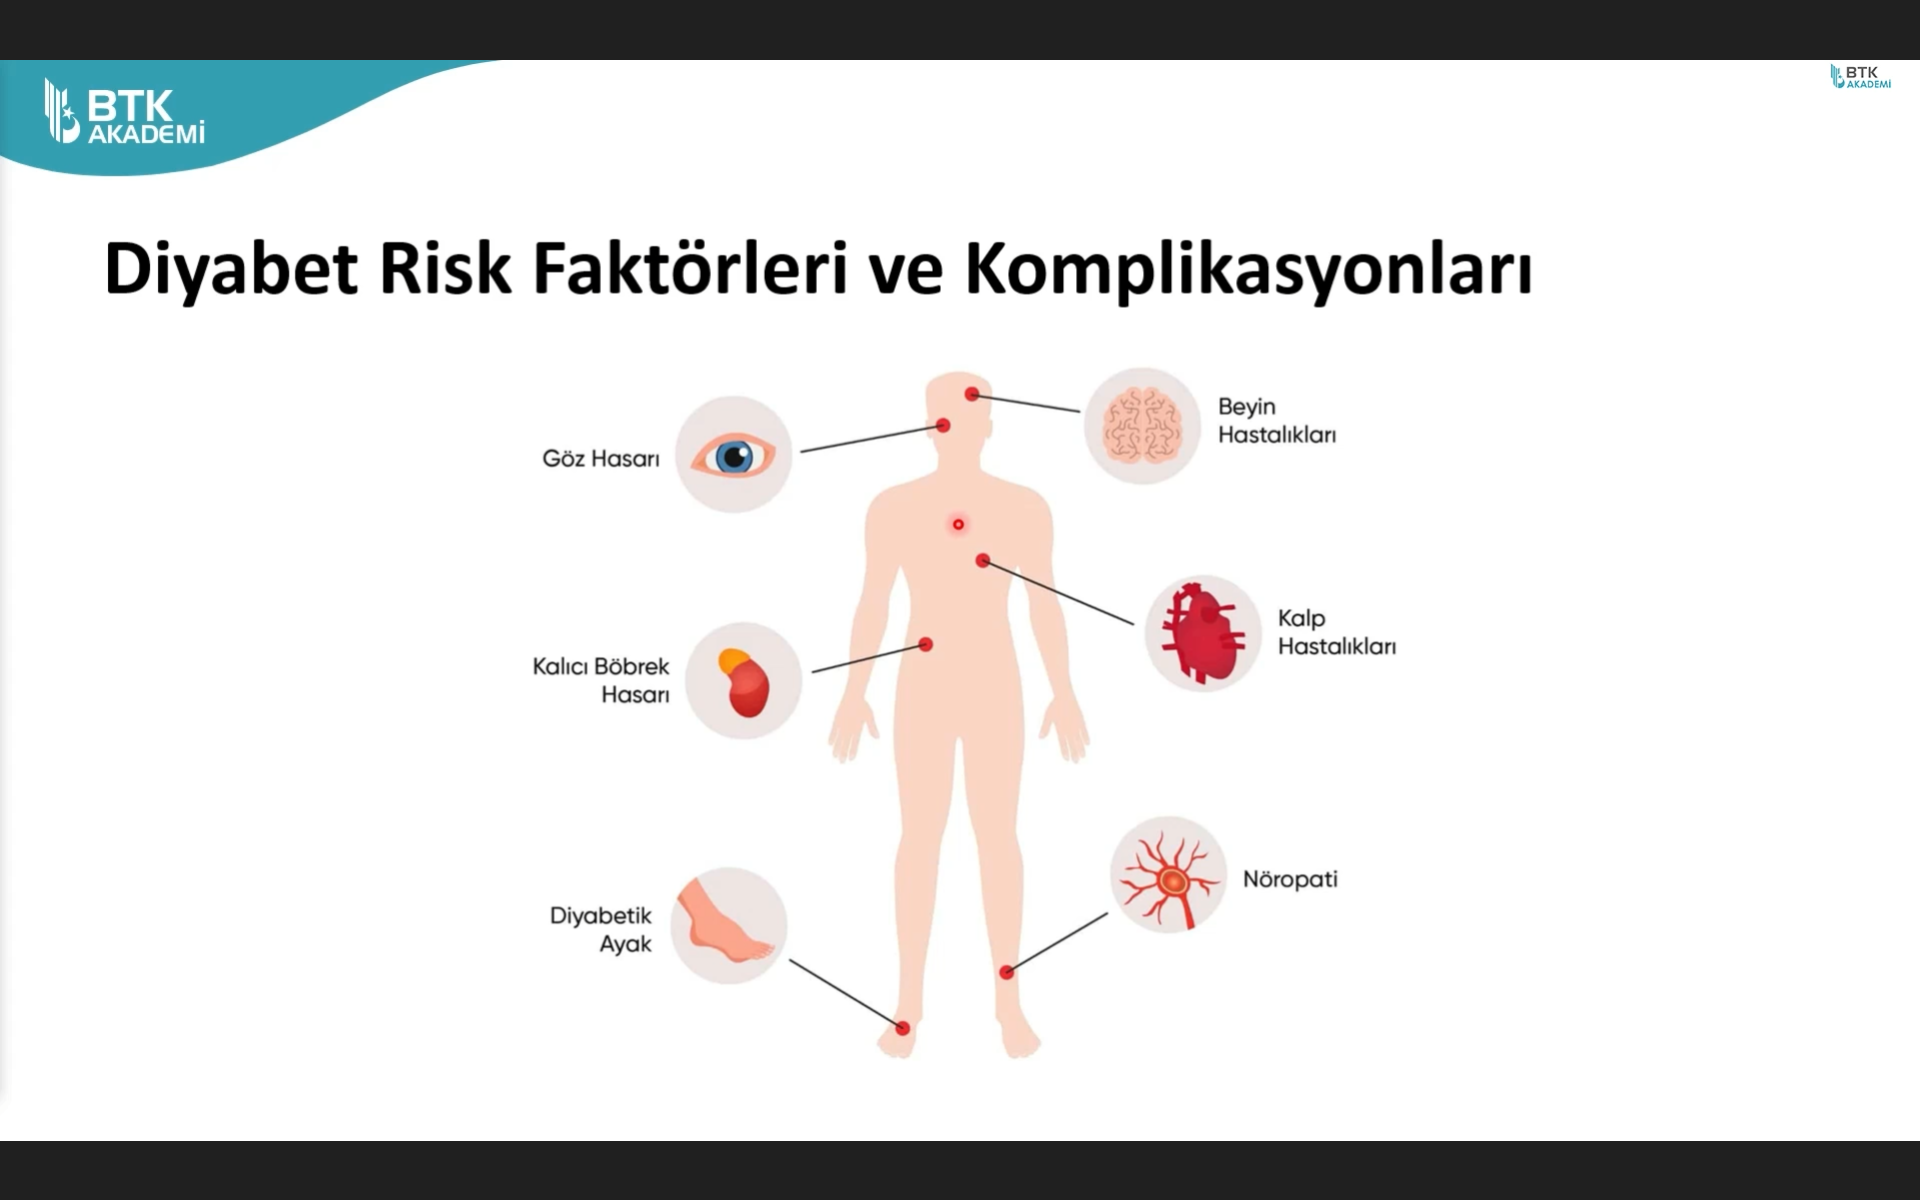 BTK
AKADEMİ
BTK
AKADEMİ
Diyabet Risk Faktörleri ve Komplikasyonları
Göz Hasarı
Beyin
Hastalıkları
Kalp
Hastalıkları
Kalıcı Böbrek
Hasarı
Nöropati
Diyabetik
Ayak